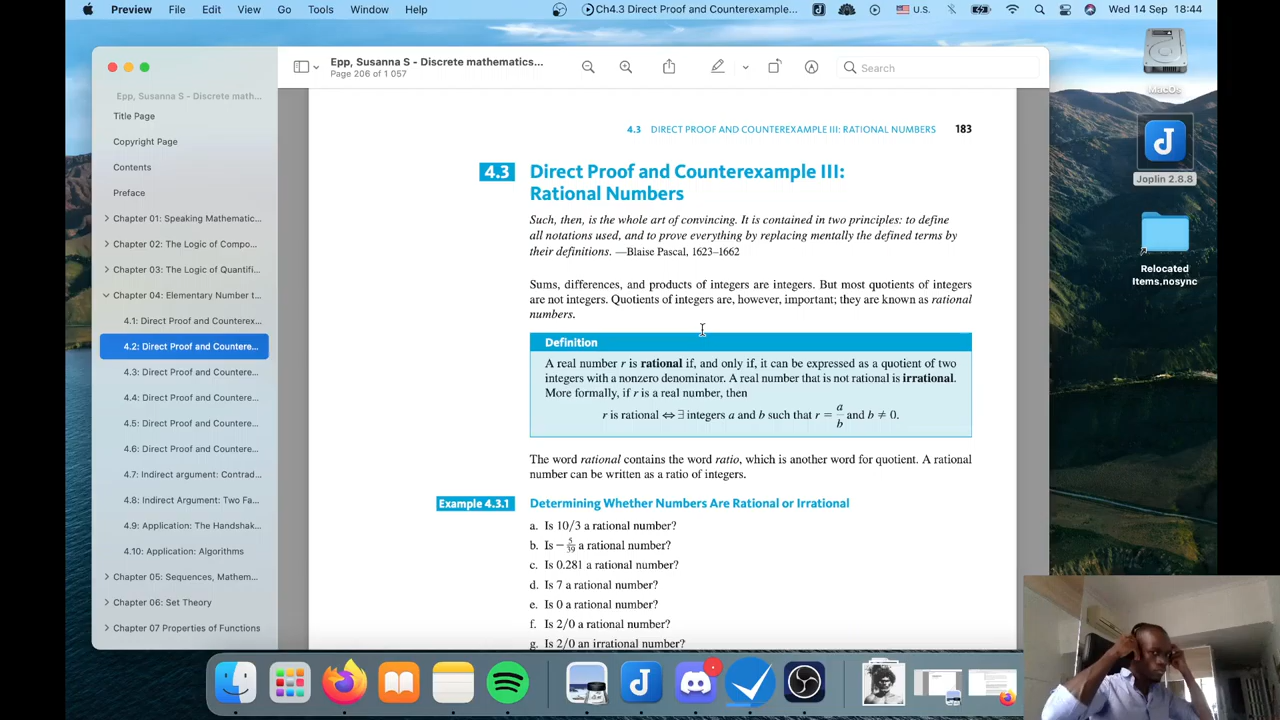 Preview File Edit View Go Tools Window Help
Ch4.3 Direct Proof and Counterexample... U.S. Wed 14 Sep 18:44
Epp, Susanna S - Discrete mathematics...
Page 206 of 1 057
Search
Epp, Susanna S - Discrete math...
Title Page
Copyright Page
Contents
Preface
Chapter 01: Speaking Mathematic...
Chapter 02: The Logic of Compo...
Chapter 03: The Logic of Quantifi...
Chapter 04: Elementary Number t...
4.1: Direct Proof and Counterex...
4.2: Direct Proof and Countere...
4.3: Direct Proof and Countere...
4.4: Direct Proof and Countere...
4.5: Direct Proof and Countere...
4.6: Direct Proof and Countere...
4.7: Indirect argument: Contrad...
4.8: Indirect Argument: Two Fa...
4.9: Application: The Handshak...
4.10: Application: Algorithms
Chapter 05: Sequences, Mathem...
Chapter 06: Set Theory
Chapter 07 Properties of Functions
4.3 DIRECT PROOF AND COUNTEREXAMPLE III: RATIONAL NUMBERS 183
4.3 Direct Proof and Counterexample III:
Rational Numbers
Such, then, is the whole art of convincing. It is contained in two principles: to define
all notations used, and to prove everything by replacing mentally the defined terms by
their definitions. —Blaise Pascal, 1623–1662
Sums, differences, and products of integers are integers. But most quotients of integers
are not integers. Quotients of integers are, however, important; they are known as rational
numbers.
Definition
A real number r is rational if, and only if, it can be expressed as a quotient of two
integers with a nonzero denominator. A real number that is not rational is irrational.
More formally, if r is a real number, then
r is rational ⇔ ∃ integers a and b such that r = a/b and b ≠ 0.
The word rational contains the word ratio, which is another word for quotient. A rational
number can be written as a ratio of integers.
Example 4.3.1 Determining Whether Numbers Are Rational or Irrational
a. Is 10/3 a rational number?
b. Is −5/39 a rational number?
c. Is 0.281 a rational number?
d. Is 7 a rational number?
e. Is 0 a rational number?
f. Is 2/0 a rational number?
g. Is 2/0 an irrational number?
MacOs
Joplin 2.8.8
Relocated
Items.nosync